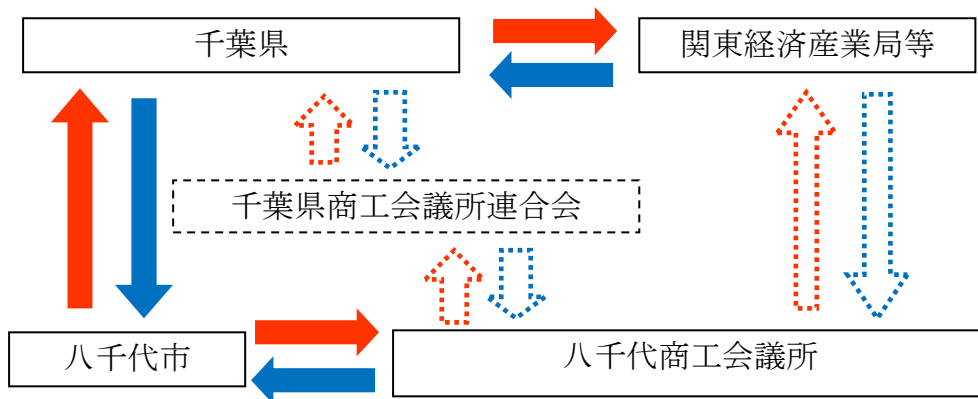 千葉県
関東経済産業局等
千葉県商工会議所連合会
八千代市
八千代商工会議所